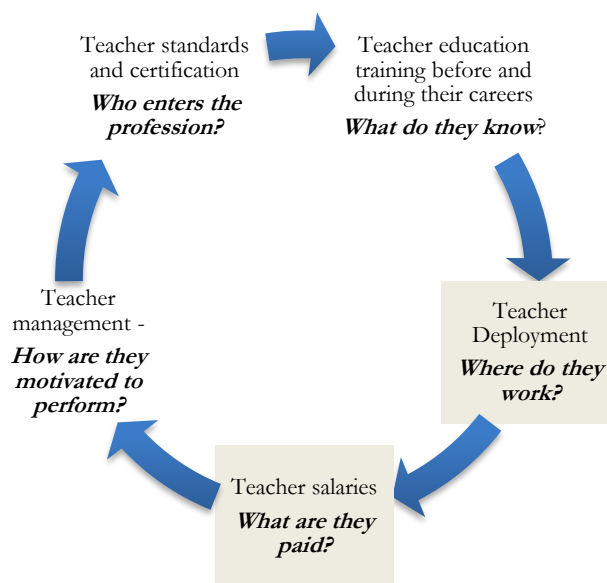 Teacher standards
and certification
Who enters the
profession?
Teacher education
training before and
during their careers
What do they know?
Teacher
Deployment
Where do they
work?
Teacher salaries
What are they
paid?
Teacher
management -
How are they
motivated to
perform?